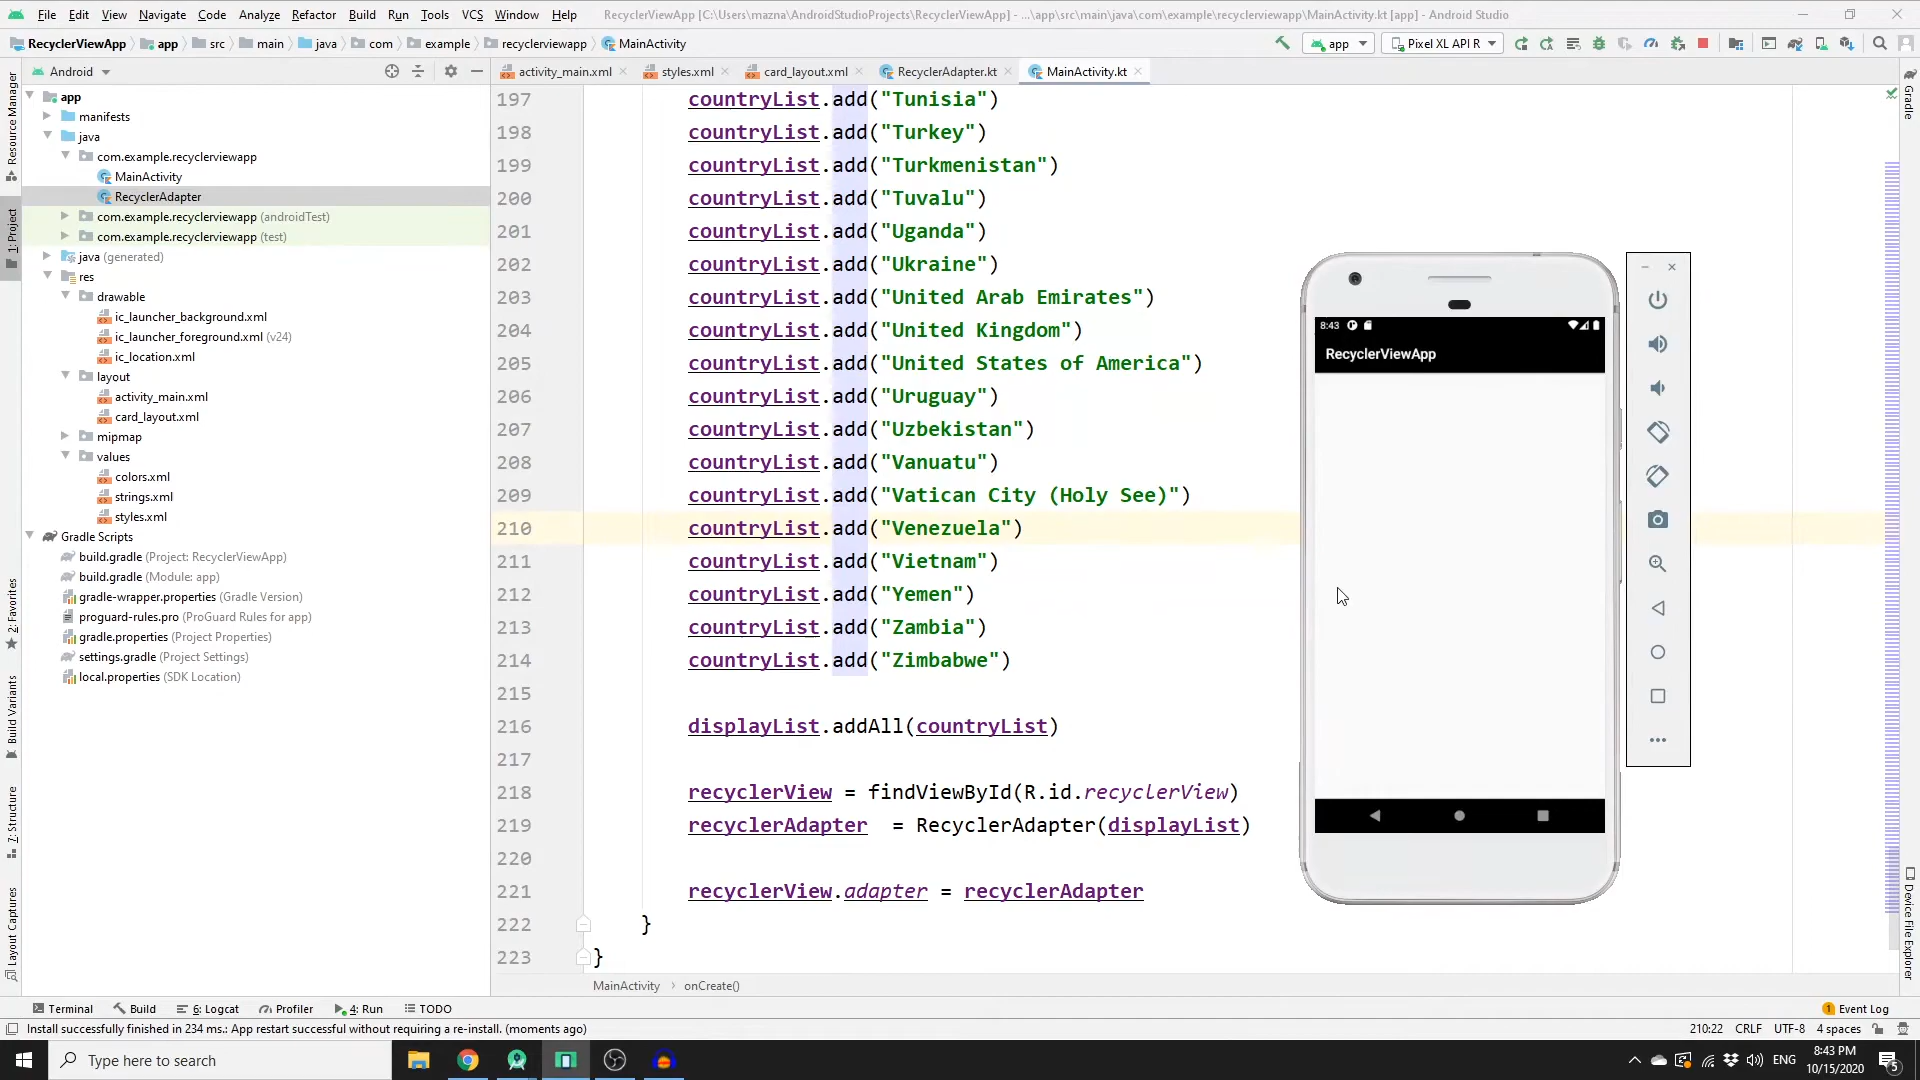 File Edit View Navigate Code Analyze Refactor Build Run Tools VCS Window Help RecyclerViewApp [C:\Users\mazna\AndroidStudioProjects\RecyclerViewApp] - ...\app\src\main\java\com\example\recyclerviewapp\MainActivity.kt [app] - Android Studio
RecyclerViewApp app src main java com example recyclerviewapp MainActivity app Pixel XL API R
Android activity_main.xml styles.xml card_layout.xml RecyclerAdapter.kt MainActivity.kt
Resource Manager
1: Project
2: Favorites
Build Variants
7: Structure
Layout Captures
app
manifests
java
com.example.recyclerviewapp
MainActivity
RecyclerAdapter
com.example.recyclerviewapp (androidTest)
com.example.recyclerviewapp (test)
java (generated)
res
drawable
ic_launcher_background.xml
ic_launcher_foreground.xml (v24)
ic_location.xml
layout
activity_main.xml
card_layout.xml
mipmap
values
colors.xml
strings.xml
styles.xml
Gradle Scripts
build.gradle (Project: RecyclerViewApp)
build.gradle (Module: app)
gradle-wrapper.properties (Gradle Version)
proguard-rules.pro (ProGuard Rules for app)
gradle.properties (Project Properties)
settings.gradle (Project Settings)
local.properties (SDK Location)
197 countryList.add("Tunisia")
198 countryList.add("Turkey")
199 countryList.add("Turkmenistan")
200 countryList.add("Tuvalu")
201 countryList.add("Uganda")
202 countryList.add("Ukraine")
203 countryList.add("United Arab Emirates")
204 countryList.add("United Kingdom")
205 countryList.add("United States of America")
206 countryList.add("Uruguay")
207 countryList.add("Uzbekistan")
208 countryList.add("Vanuatu")
209 countryList.add("Vatican City (Holy See)")
210 countryList.add("Venezuela")
211 countryList.add("Vietnam")
212 countryList.add("Yemen")
213 countryList.add("Zambia")
214 countryList.add("Zimbabwe")
215
216 displayList.addAll(countryList)
217
218 recyclerView = findViewById(R.id.recyclerView)
219 recyclerAdapter = RecyclerAdapter(displayList)
220
221 recyclerView.adapter = recyclerAdapter
222 }
223 }
MainActivity › onCreate()
8:43
RecyclerViewApp
Gradle
Device File Explorer
Terminal Build 6: Logcat Profiler 4: Run TODO 1 Event Log
Install successfully finished in 234 ms.: App restart successful without requiring a re-install. (moments ago) 210:22 CRLF UTF-8 4 spaces
Type here to search ENG 8:43 PM
10/15/2020 5